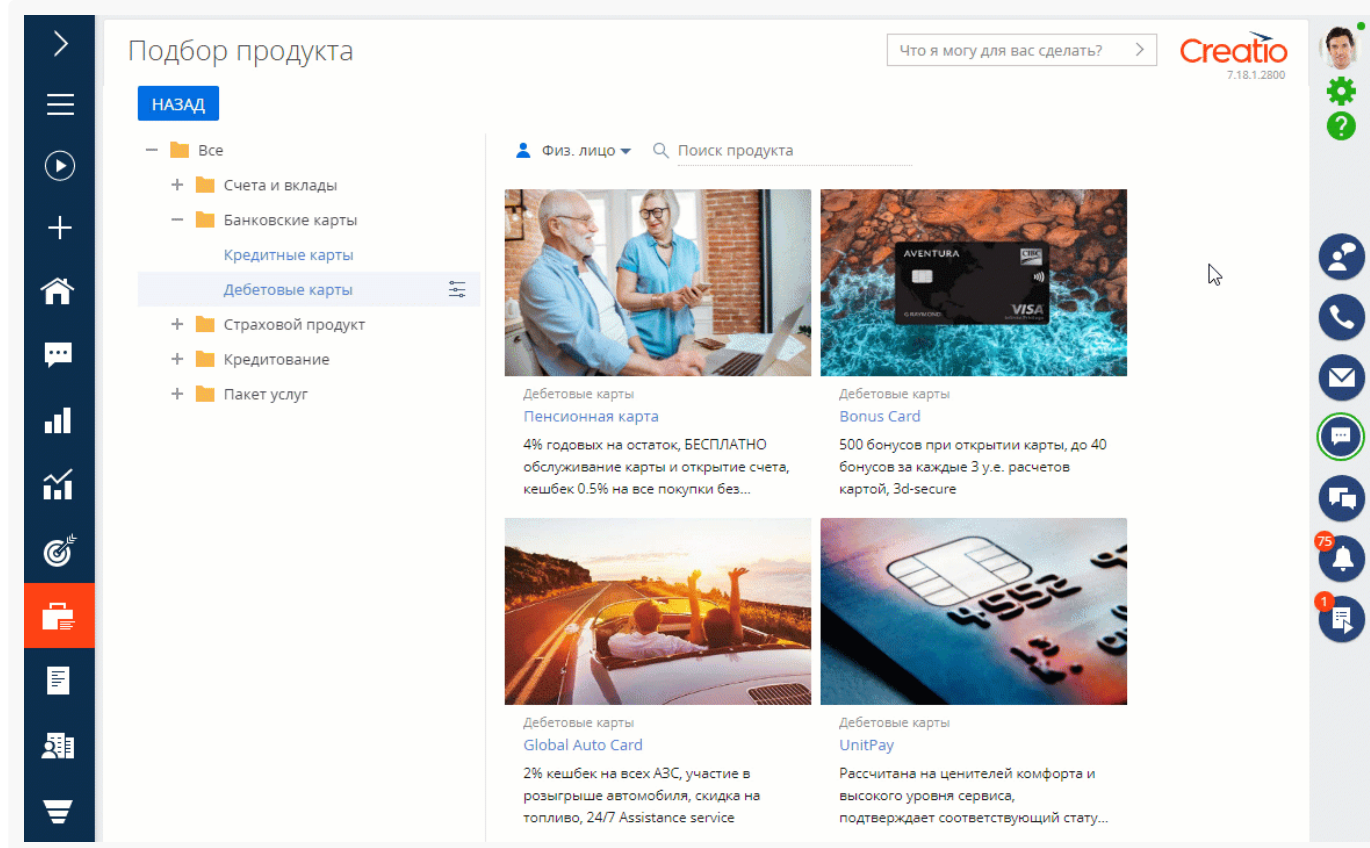 Подбор продукта
Что я могу для вас сделать?
Creatio
7.18.1.2800
НАЗАД
Все
Счета и вклады
Банковские карты
Кредитные карты
Дебетовые карты
Страховой продукт
Кредитование
Пакет услуг
Физ. лицо
Поиск продукта
Дебетовые карты
Пенсионная карта
4% годовых на остаток, БЕСПЛАТНО
обслуживание карты и открытие счета,
кешбек 0.5% на все покупки без...
AVENTURA
CIBC
VISA
Дебетовые карты
Bonus Card
500 бонусов при открытии карты, до 40
бонусов за каждые 3 у.е. расчетов
картой, 3d-secure
Дебетовые карты
Global Auto Card
2% кешбек на всех АЗС, участие в
розыгрыше автомобиля, скидка на
топливо, 24/7 Assistance service
4552
Дебетовые карты
UnitPay
Рассчитана на ценителей комфорта и
высокого уровня сервиса,
подтверждает соответствующий стату...
75
1